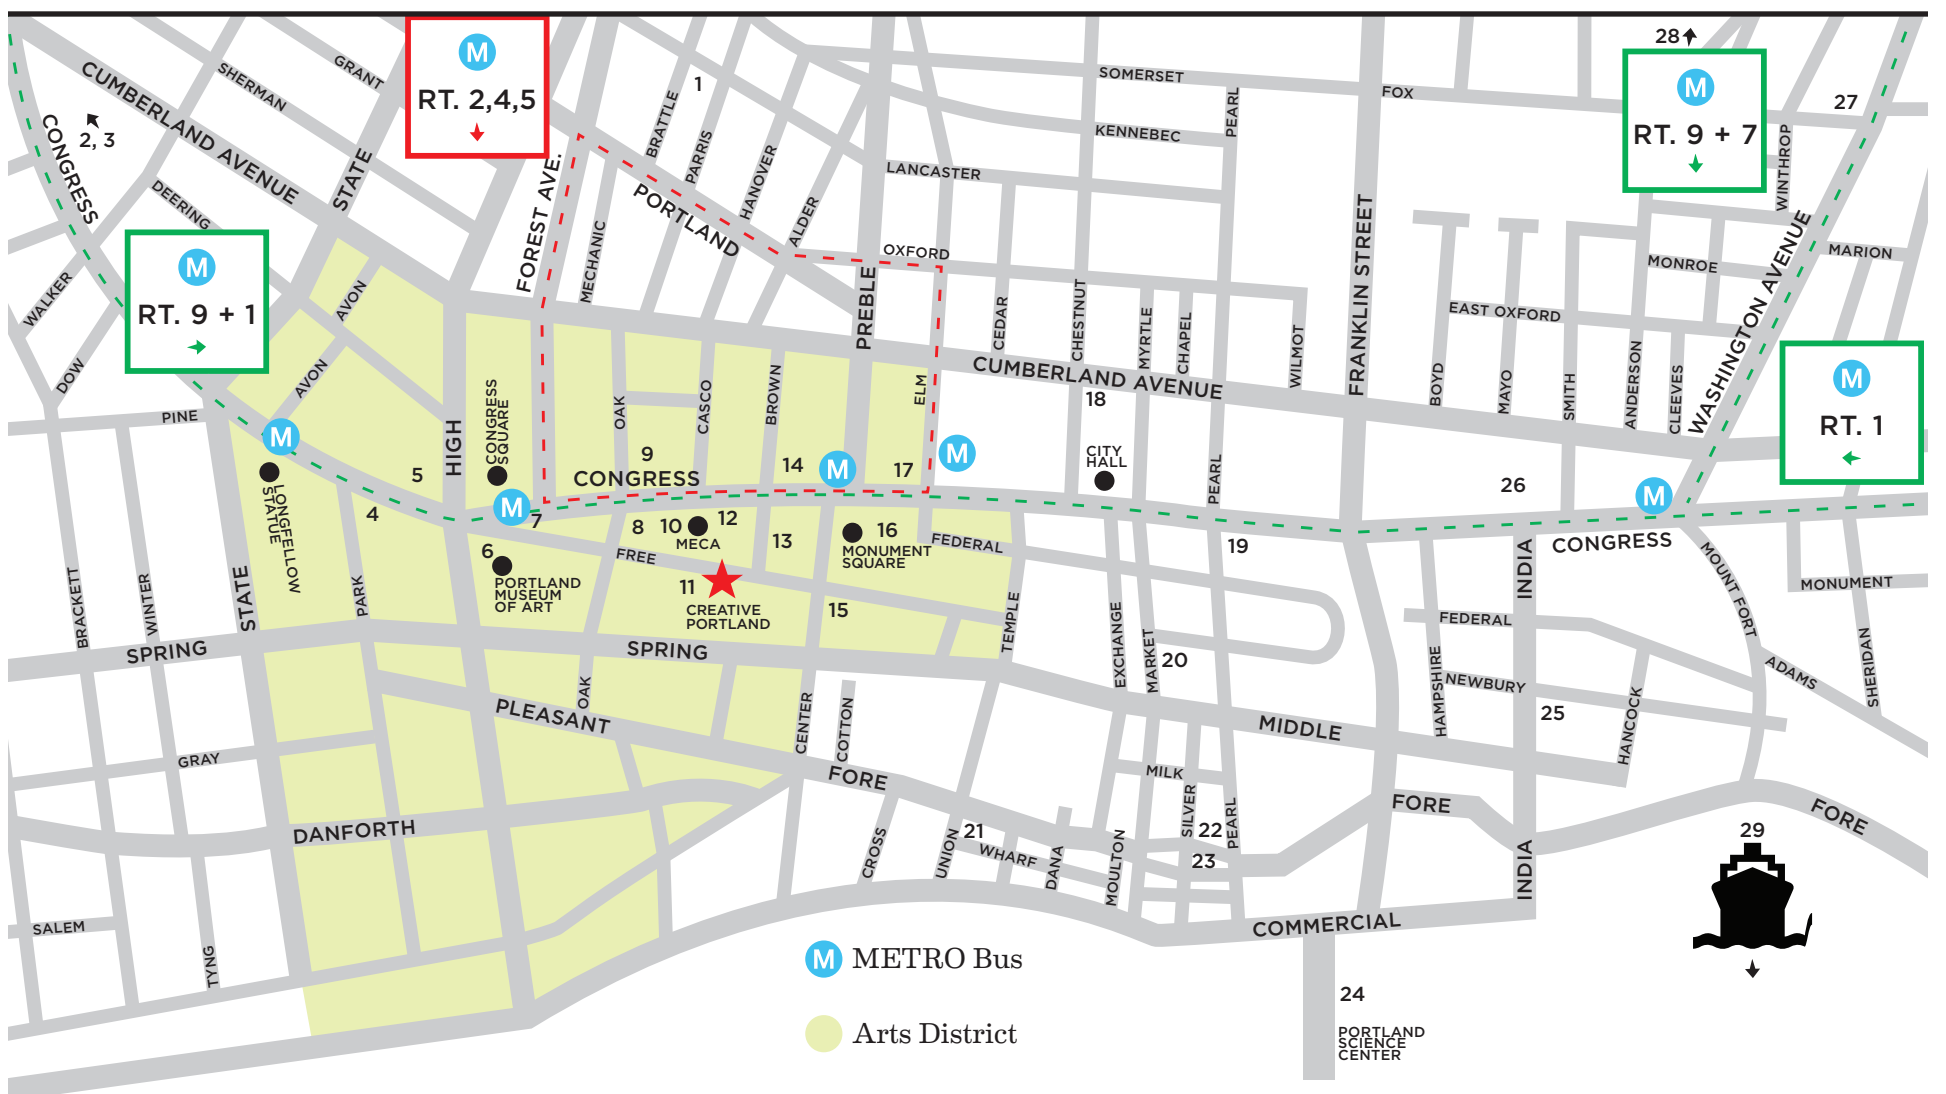 28
M
RT. 2,4,5
M
RT. 9 + 7
M
RT. 9 + 1
M
RT. 1
2, 3
1
27
CONGRESS
CUMBERLAND AVENUE
SHERMAN
GRANT
DEERING
STATE
WALKER
DOW
AVON
AVON
PINE
FOREST AVE.
MECHANIC
BRATTLE
PARRIS
HANOVER
ALDER
PORTLAND
OXFORD
LANCASTER
SOMERSET
KENNEBEC
PEARL
FOX
FRANKLIN STREET
WINTHROP
MARION
MONROE
EAST OXFORD
WASHINGTON AVENUE
PREBLE
ELM
CEDAR
CHESTNUT
MYRTLE
CHAPEL
WILMOT
CUMBERLAND AVENUE
BOYD
MAYO
SMITH
ANDERSON
CLEEVES
OAK
CASCO
BROWN
HIGH
CONGRESS
SQUARE
M
LONGFELLOW
STATUE
5
4
M
7
9
CONGRESS
14
M
17
M
18
CITY
HALL
PEARL
26
M
8
10
12
MECA
13
16
MONUMENT
SQUARE
FEDERAL
19
INDIA
CONGRESS
MOUNT FORT
MONUMENT
6
PORTLAND
MUSEUM
OF ART
FREE
11
CREATIVE
PORTLAND
15
TEMPLE
EXCHANGE
MARKET
20
FEDERAL
HAMPSHIRE
NEWBURY
25
HANCOCK
ADAMS
SHERIDAN
BRACKETT
WINTER
STATE
PARK
SPRING
SPRING
OAK
PLEASANT
CENTER
COTTON
FORE
MIDDLE
GRAY
DANFORTH
MILK
SILVER
PEARL
22
23
21
CROSS
UNION
WHARF
DANA
MOULTON
FORE
FORE
INDIA
29
SALEM
TYNG
COMMERCIAL
24
PORTLAND
SCIENCE
CENTER
M METRO Bus
Arts District